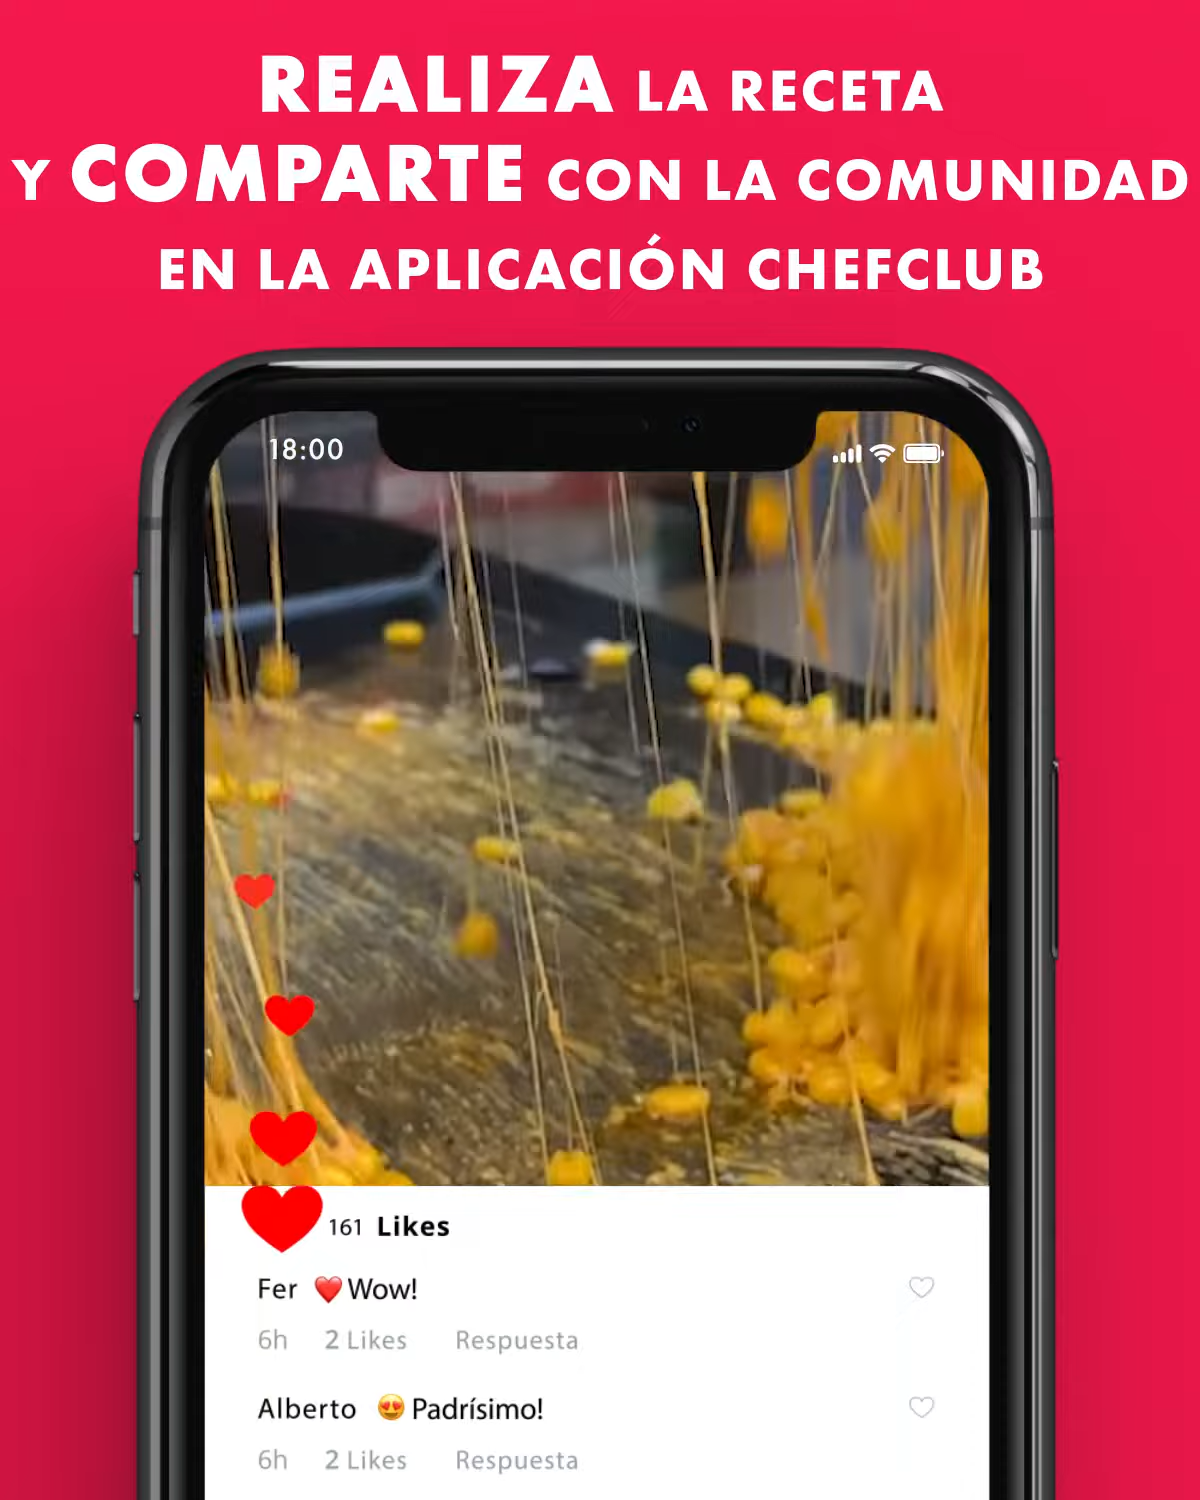 REALIZA LA RECETA
Y COMPARTE CON LA COMUNIDAD
EN LA APLICACIÓN CHEFCLUB
18:00
161 Likes
Fer ❤️Wow!
6h 2 Likes Respuesta
Alberto 😍Padrísimo!
6h 2 Likes Respuesta